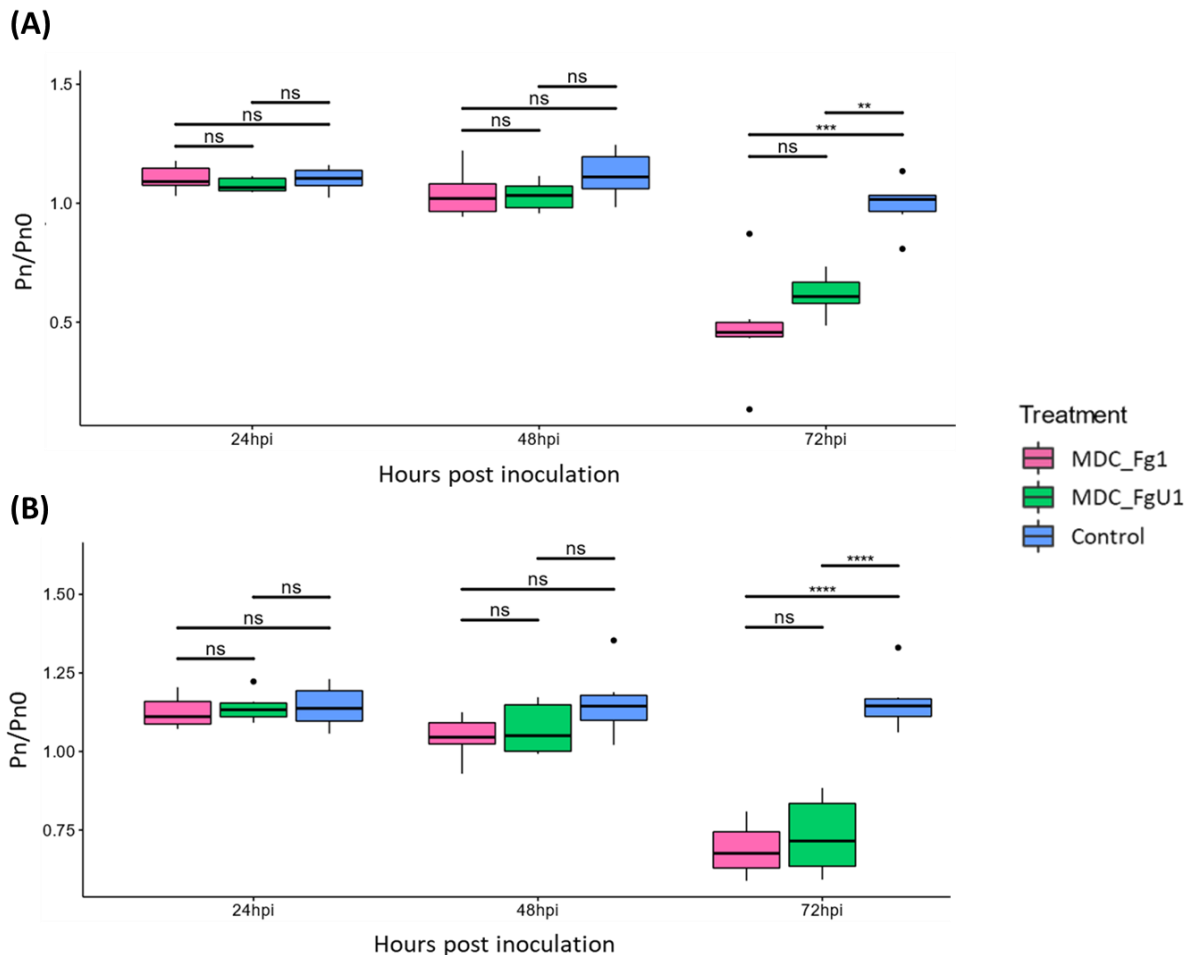 (A)
1.5
1.0
0.5
Pn/Pn0
ns
ns
ns
ns
ns
ns
**
***
ns
24hpi
48hpi
72hpi
Hours post inoculation
Treatment
MDC_Fg1
MDC_FgU1
Control
(B)
1.50
1.25
1.00
0.75
Pn/Pn0
ns
ns
ns
ns
ns
ns
****
****
ns
24hpi
48hpi
72hpi
Hours post inoculation